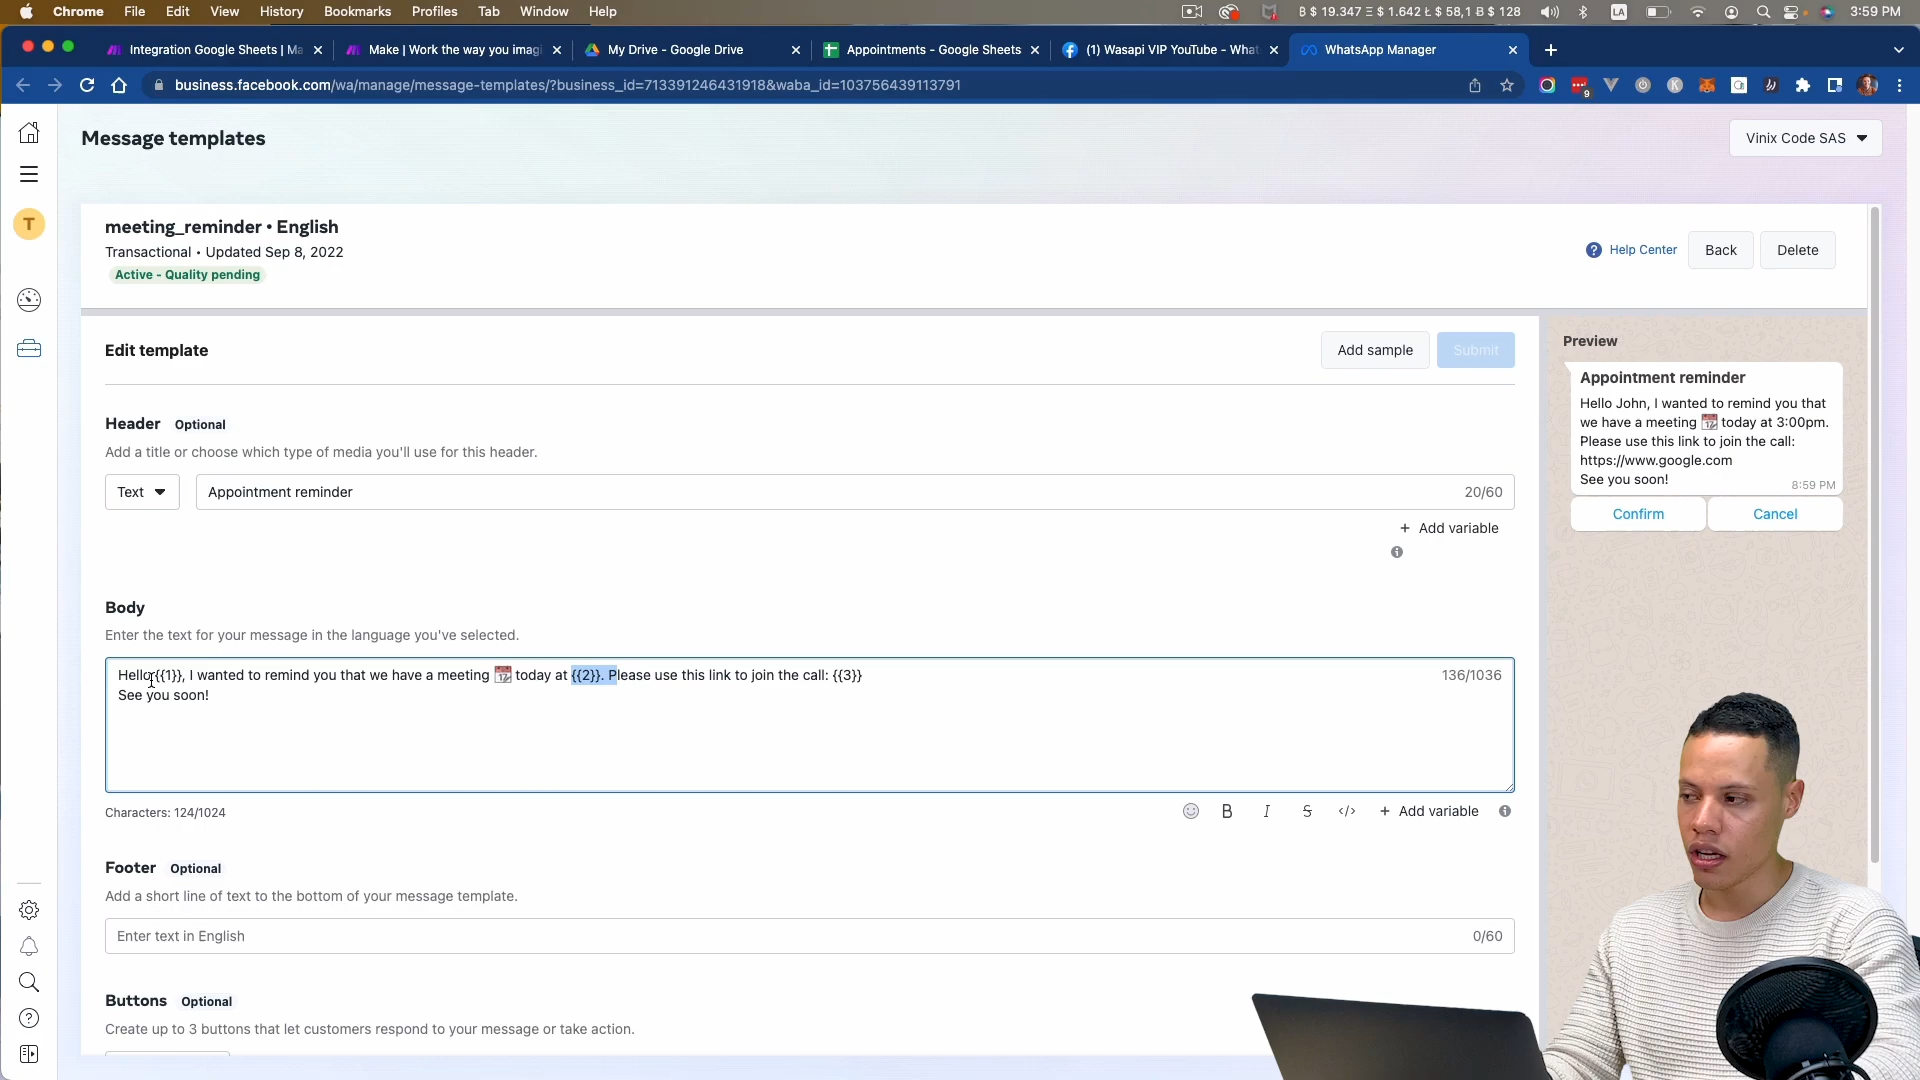 Chrome File Edit View History Bookmarks Profiles Tab Window Help
$ 19.347 Ξ $ 1.642 Ł $ 58,1 Ƀ $ 128 LA 3:59 PM
Integration Google Sheets | Ma
Make | Work the way you imagi
My Drive - Google Drive
Appointments - Google Sheets
(1) Wasapi VIP YouTube - What
WhatsApp Manager
business.facebook.com/wa/manage/message-templates/?business_id=713391246431918&waba_id=103756439113791
9
Message templates
Vinix Code SAS
T
meeting_reminder • English
Transactional • Updated Sep 8, 2022
Active - Quality pending
Help Center
Back
Delete
Edit template
Add sample
Submit
Header Optional
Add a title or choose which type of media you'll use for this header.
Text
Appointment reminder
20/60
+ Add variable
Body
Enter the text for your message in the language you've selected.
Hello {{1}}, I wanted to remind you that we have a meeting 📆 today at {{2}}. Please use this link to join the call: {{3}}
See you soon!
136/1036
Characters: 124/1024
B I S </> + Add variable
Footer Optional
Add a short line of text to the bottom of your message template.
Enter text in English
0/60
Buttons Optional
Create up to 3 buttons that let customers respond to your message or take action.
Preview
Appointment reminder
Hello John, I wanted to remind you that
we have a meeting 📆 today at 3:00pm.
Please use this link to join the call:
https://www.google.com
See you soon!
8:59 PM
Confirm
Cancel